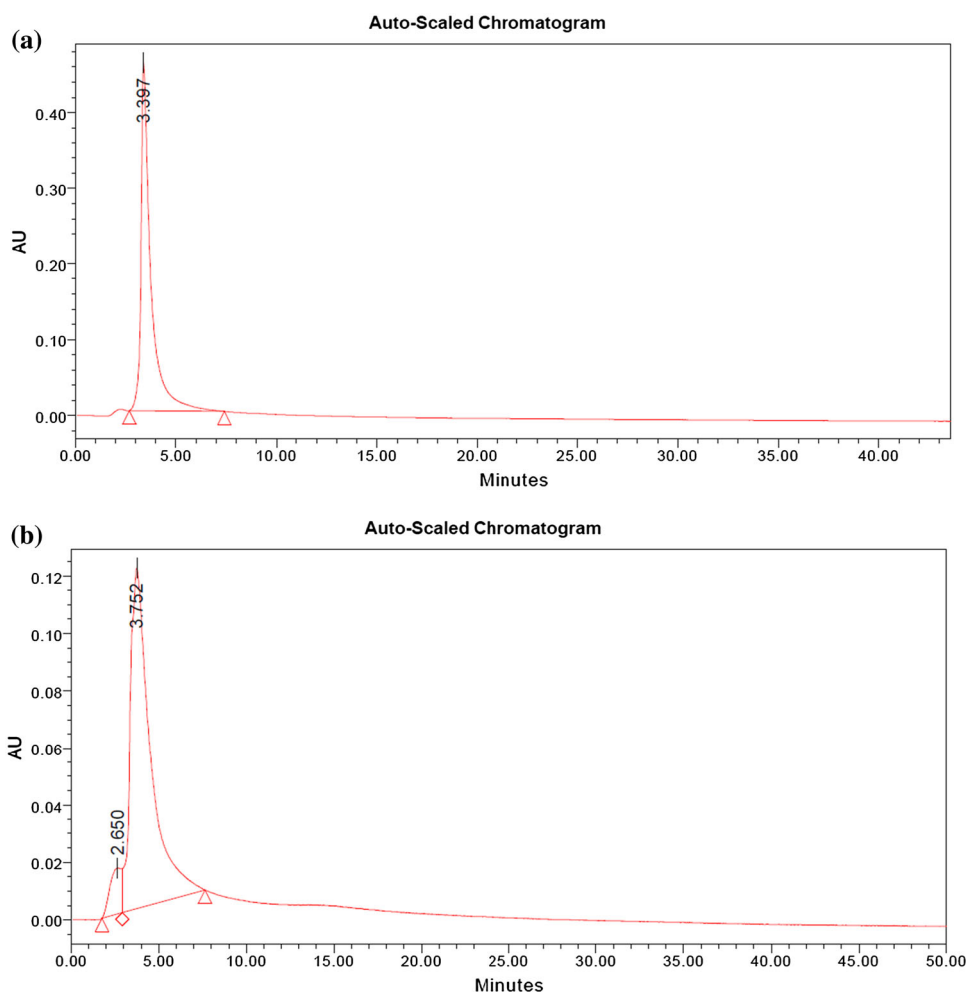 (a)
Auto-Scaled Chromatogram
3.397
0.40
0.30
0.20
0.10
0.00
AU
0.00 5.00 10.00 15.00 20.00 25.00 30.00 35.00 40.00
Minutes
(b)
Auto-Scaled Chromatogram
3.752
2.650
0.12
0.10
0.08
0.06
0.04
0.02
0.00
AU
0.00 5.00 10.00 15.00 20.00 25.00 30.00 35.00 40.00 45.00 50.00
Minutes